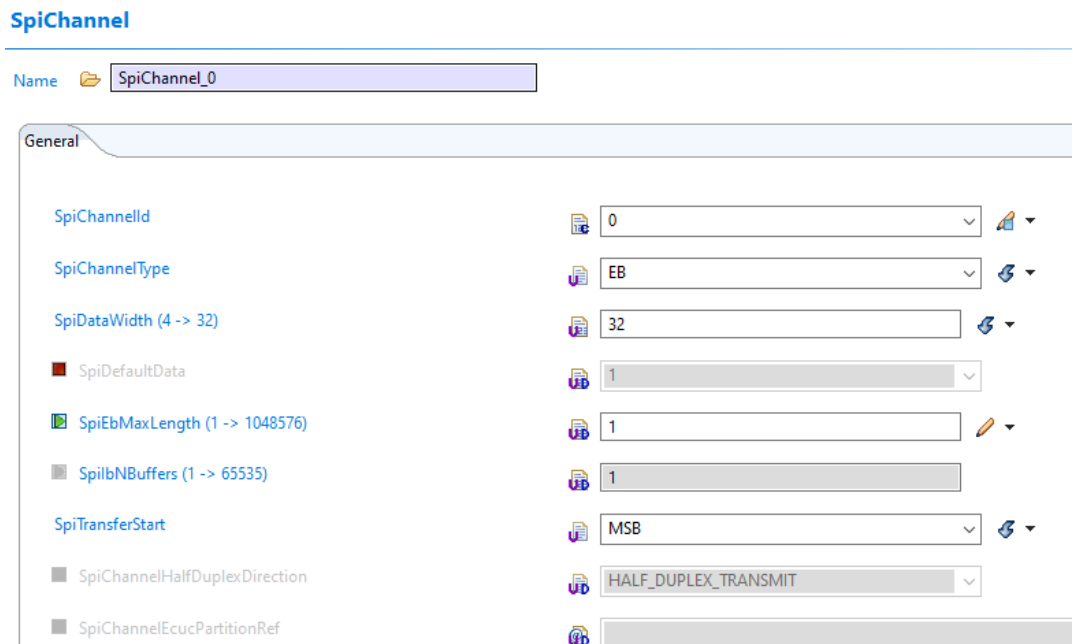 SpiChannel
Name SpiChannel_0
General
SpiChannelId 0
SpiChannelType EB
SpiDataWidth (4 -> 32) 32
SpiDefaultData 1
SpiEbMaxLength (1 -> 1048576) 1
SpiIbNBuffers (1 -> 65535) 1
SpiTransferStart MSB
SpiChannelHalfDuplexDirection HALF_DUPLEX_TRANSMIT
SpiChannelEcucPartitionRef